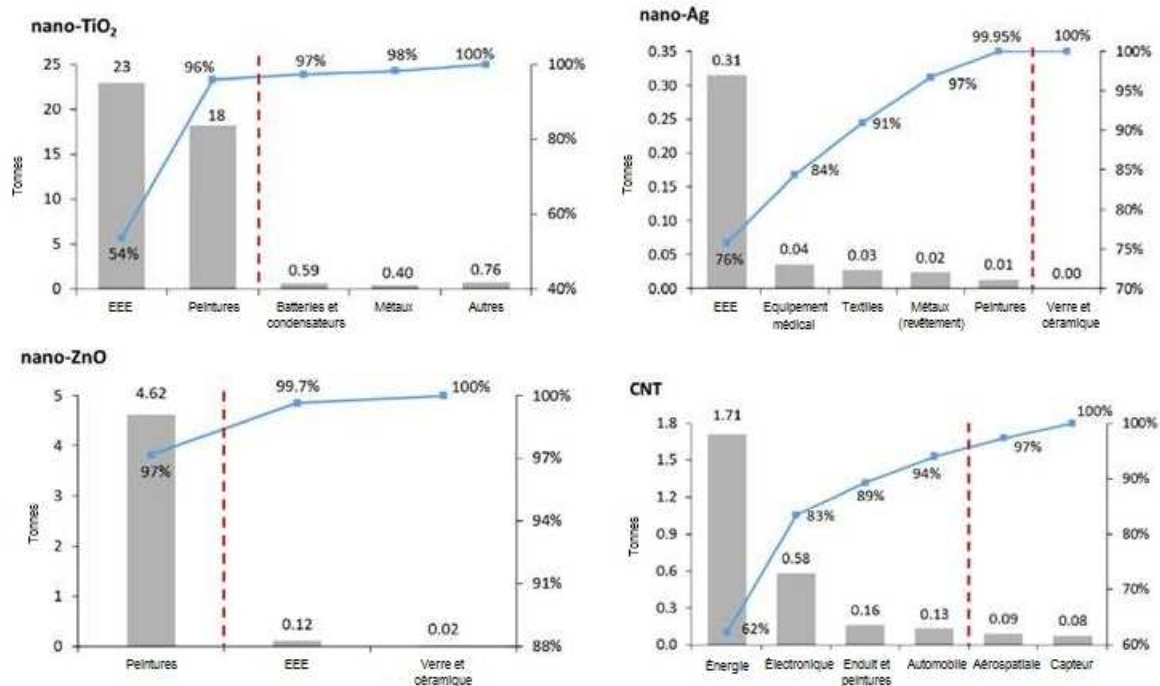 nano-TiO₂
25
20
15
10
5
0
Tonnes
23
18
0.59
0.40
0.76
54%
96%
97%
98%
100%
100%
80%
60%
40%
EEE
Peintures
Batteries et
condensateurs
Métaux
Autres
nano-Ag
0.35
0.30
0.25
0.20
0.15
0.10
0.05
0.00
Tonnes
0.31
0.04
0.03
0.02
0.01
0.00
76%
84%
91%
97%
99.95%
100%
100%
95%
90%
85%
80%
75%
70%
EEE
Equipement
médical
Textiles
Métaux
(revêtement)
Peintures
Verre et
céramique
nano-ZnO
5
4
3
2
1
0
Tonnes
4.62
0.12
0.02
97%
99.7%
100%
100%
97%
94%
91%
88%
Peintures
EEE
Verre et
céramique
CNT
1.8
1.5
1.2
0.9
0.6
0.3
0.0
Tonnes
1.71
0.58
0.16
0.13
0.09
0.08
62%
83%
89%
94%
97%
100%
100%
90%
80%
70%
60%
Énergie
Électronique
Enduit et
peintures
Automobile
Aérospatiale
Capteur